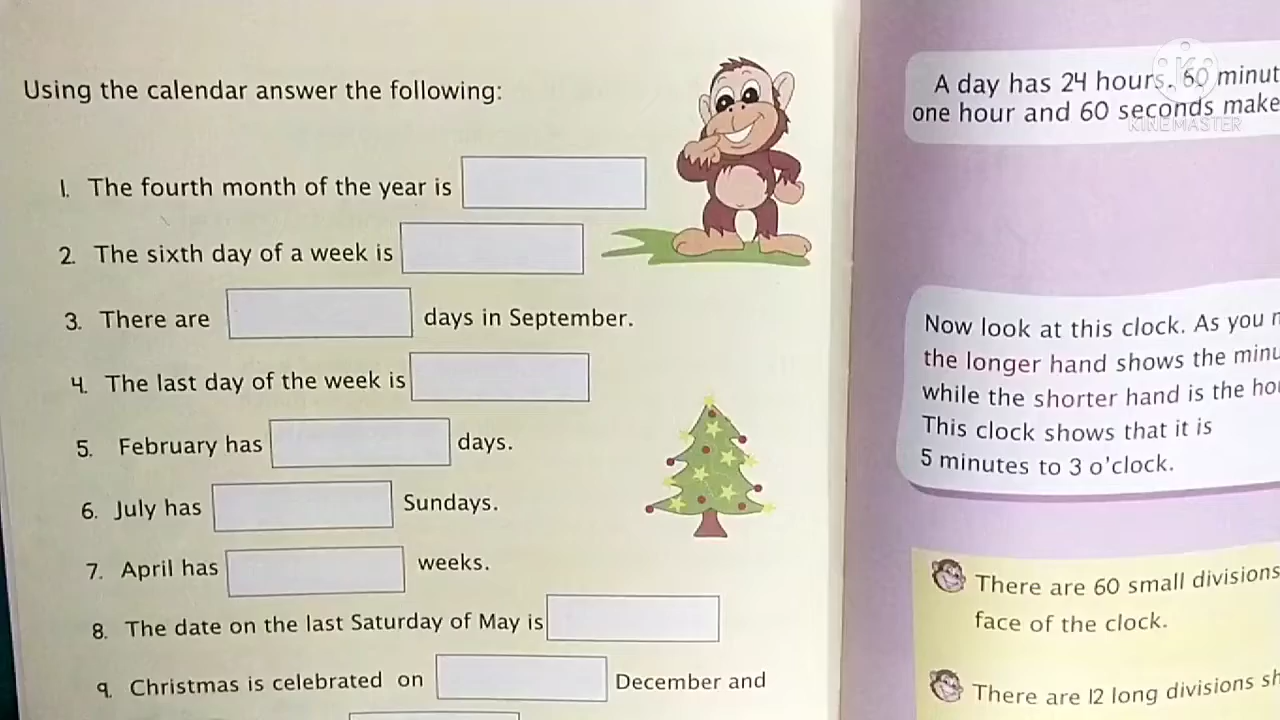 Using the calendar answer the following:
1. The fourth month of the year is
2. The sixth day of a week is
3. There are days in September.
4. The last day of the week is
5. February has days.
6. July has Sundays.
7. April has weeks.
8. The date on the last Saturday of May is
9. Christmas is celebrated on December and
A day has 24 hours. 60 minut
one hour and 60 seconds make
KINEMASTER
Now look at this clock. As you
the longer hand shows the minu
while the shorter hand is the ho
This clock shows that it is
5 minutes to 3 o'clock.
There are 60 small divisions
face of the clock.
There are 12 long divisions sh